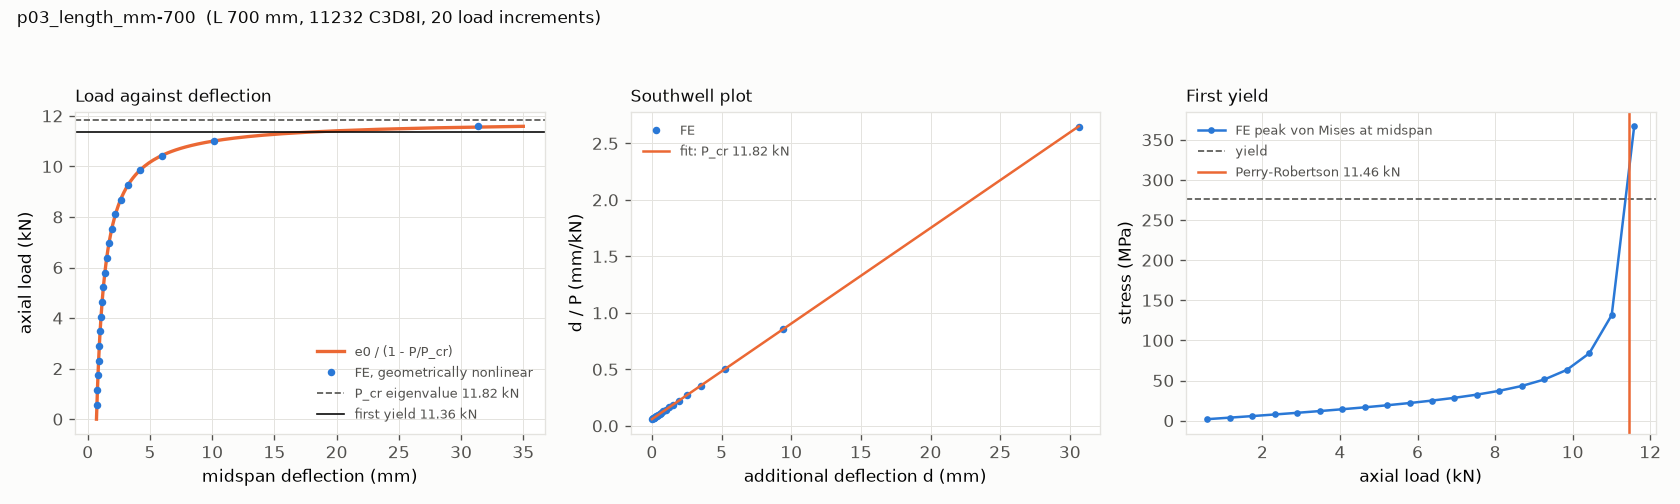 p03_length_mm-700  (L 700 mm, 11232 C3D8I, 20 load increments)
Load against deflection
axial load (kN)
12
10
8
6
4
2
0
e0 / (1 - P/P_cr)
FE, geometrically nonlinear
P_cr eigenvalue 11.82 kN
first yield 11.36 kN
0 5 10 15 20 25 30 35
midspan deflection (mm)
Southwell plot
d / P (mm/kN)
2.5
2.0
1.5
1.0
0.5
0.0
FE
fit: P_cr 11.82 kN
0 5 10 15 20 25 30
additional deflection d (mm)
First yield
stress (MPa)
350
300
250
200
150
100
50
0
FE peak von Mises at midspan
yield
Perry-Robertson 11.46 kN
2 4 6 8 10 12
axial load (kN)